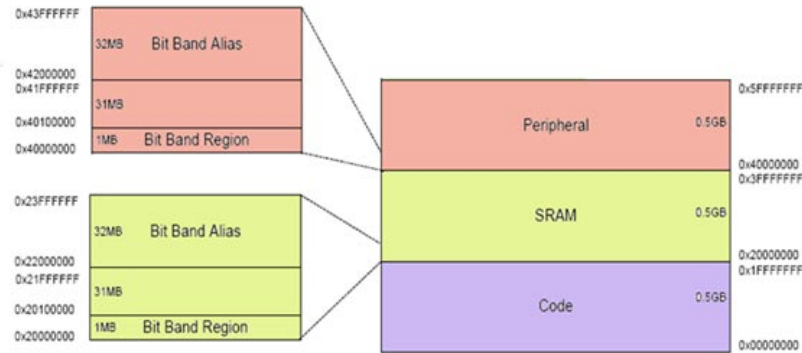 0x43FFFFFF
32MB Bit Band Alias
0x42000000
0x41FFFFFF
31MB
0x40100000
1MB Bit Band Region
0x40000000
0x23FFFFFF
32MB Bit Band Alias
0x22000000
0x21FFFFFF
31MB
0x20100000
1MB Bit Band Region
0x20000000
0x5FFFFFFF
Peripheral 0.5GB
0x40000000
0x3FFFFFFF
SRAM 0.5GB
0x20000000
0x1FFFFFFF
Code 0.5GB
0x00000000